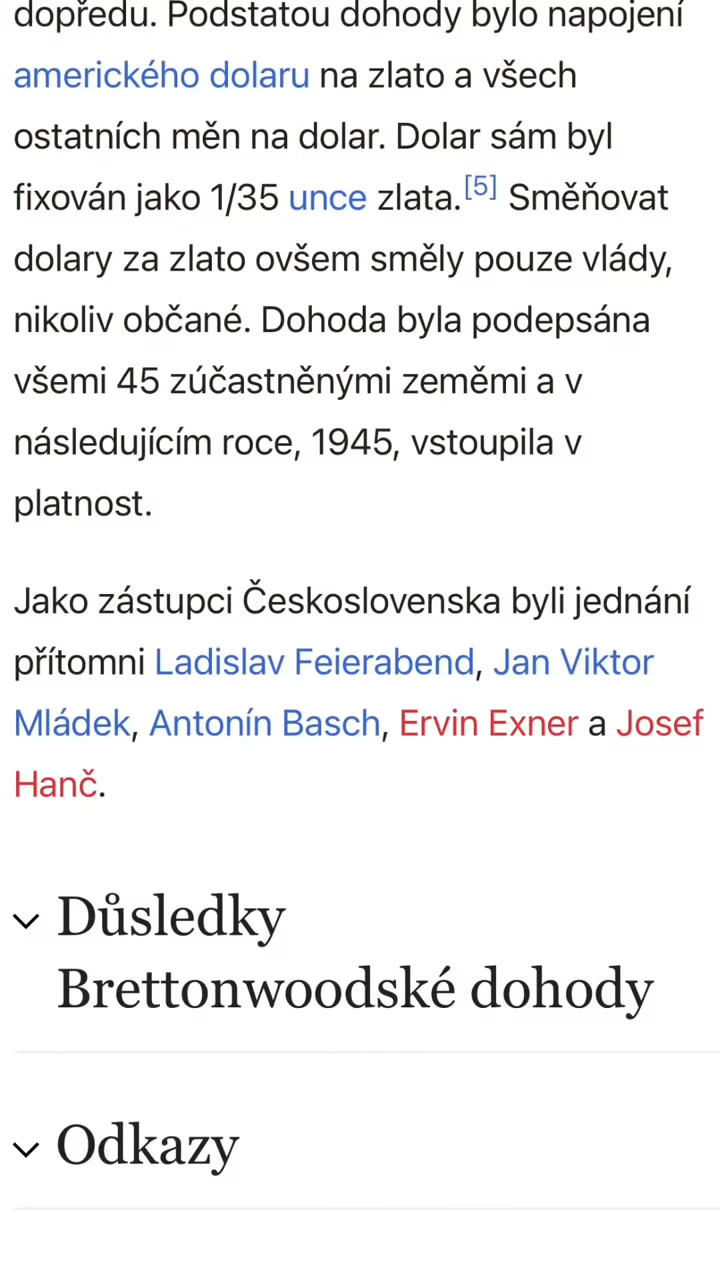 dopředu. Podstatou dohody bylo napojení
amerického dolaru na zlato a všech
ostatních měn na dolar. Dolar sám byl
fixován jako 1/35 unce zlata.[5] Směňovat
dolary za zlato ovšem směly pouze vlády,
nikoliv občané. Dohoda byla podepsána
všemi 45 zúčastněnými zeměmi a v
následujícím roce, 1945, vstoupila v
platnost.
Jako zástupci Československa byli jednání
přítomni Ladislav Feierabend, Jan Viktor
Mládek, Antonín Basch, Ervin Exner a Josef
Hanč.
Důsledky
Brettonwoodské dohody
Odkazy